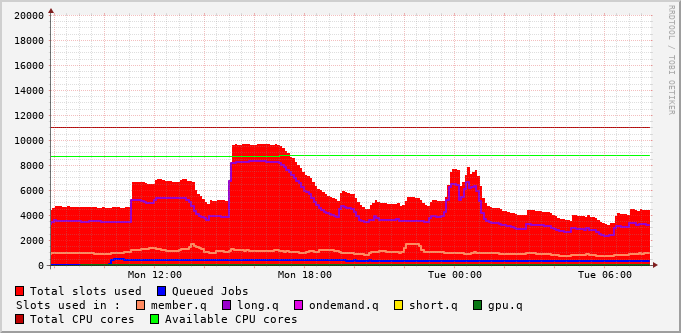 RRDTOOL / TOBI OETIKER
20000
18000
16000
14000
12000
10000
8000
6000
4000
2000
0
Mon 12:00 Mon 18:00 Tue 00:00 Tue 06:00
Total slots used Queued Jobs
Slots used in : member.q long.q ondemand.q short.q gpu.q
Total CPU cores Available CPU cores